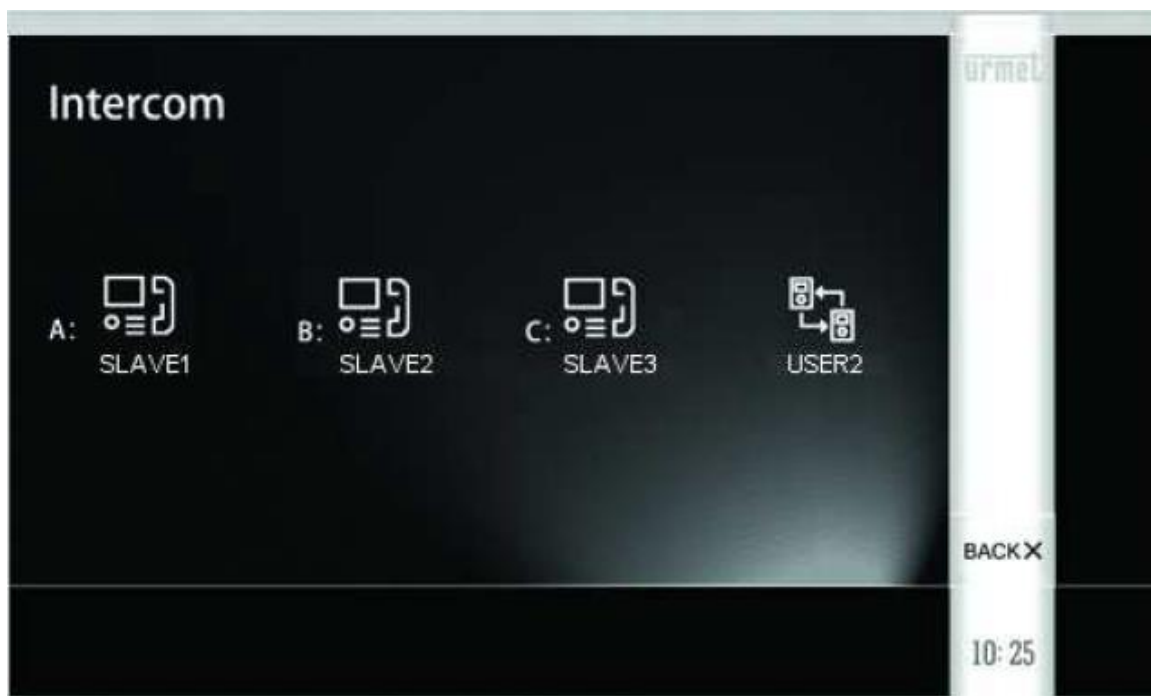 urmet
Intercom
A: SLAVE1
B: SLAVE2
C: SLAVE3
USER2
BACK X
10:25